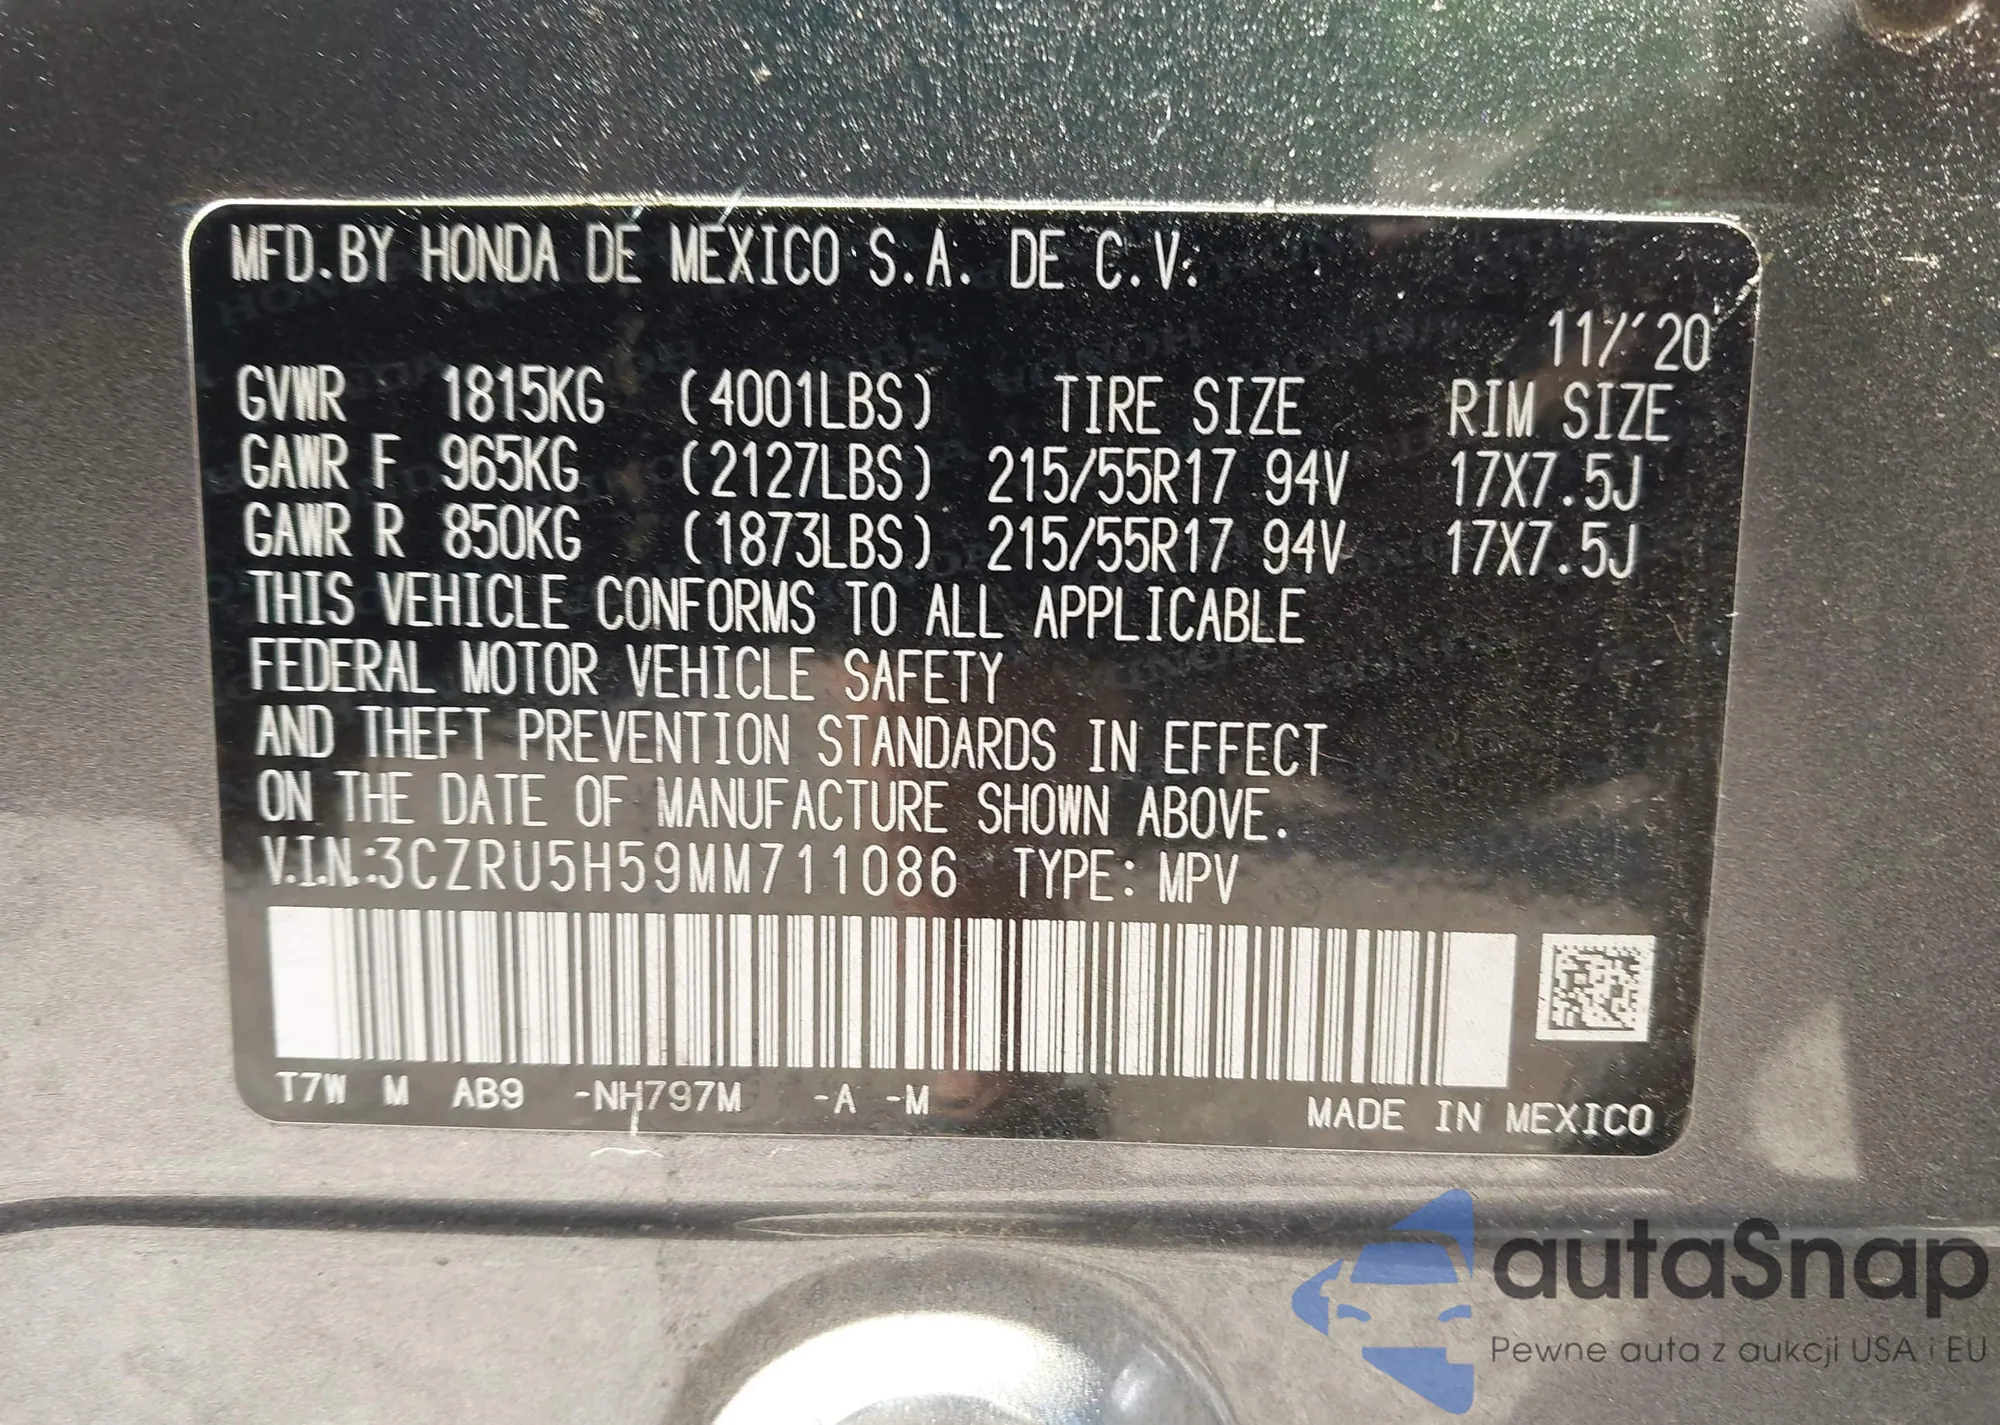 MFD.BY HONDA DE MEXICO S.A. DE C.V.
11/'20
GVWR 1815KG (4001LBS) TIRE SIZE RIM SIZE
GAWR F 965KG (2127LBS) 215/55R17 94V 17X7.5J
GAWR R 850KG (1873LBS) 215/55R17 94V 17X7.5J
THIS VEHICLE CONFORMS TO ALL APPLICABLE
FEDERAL MOTOR VEHICLE SAFETY
AND THEFT PREVENTION STANDARDS IN EFFECT
ON THE DATE OF MANUFACTURE SHOWN ABOVE.
V.I.N.:3CZRU5H59MM711086 TYPE: MPV
T7W M AB9 -NH797M -A -M MADE IN MEXICO
autaSnap
Pewne auta z aukcji USA i EU